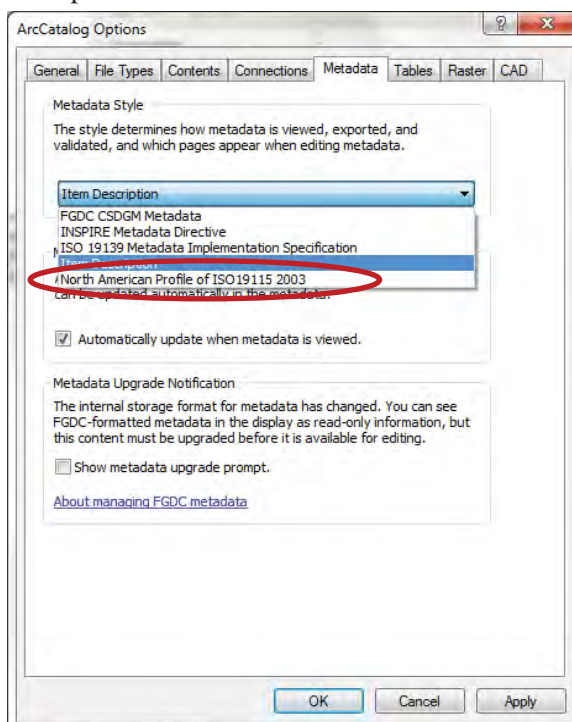 ArcCatalog Options
General File Types Contents Connections Metadata Tables Raster CAD
Metadata Style
The style determines how metadata is viewed, exported, and
validated, and which pages appear when editing metadata.
Item Description
FGDC CSDGM Metadata
INSPIRE Metadata Directive
ISO 19139 Metadata Implementation Specification
Item Description
North American Profile of ISO19115 2003
can be updated automatically in the metadata.
Automatically update when metadata is viewed.
Metadata Upgrade Notification
The internal storage format for metadata has changed. You can see
FGDC-formatted metadata in the display as read-only information, but
this content must be upgraded before it is available for editing.
Show metadata upgrade prompt.
About managing FGDC metadata
OK Cancel Apply